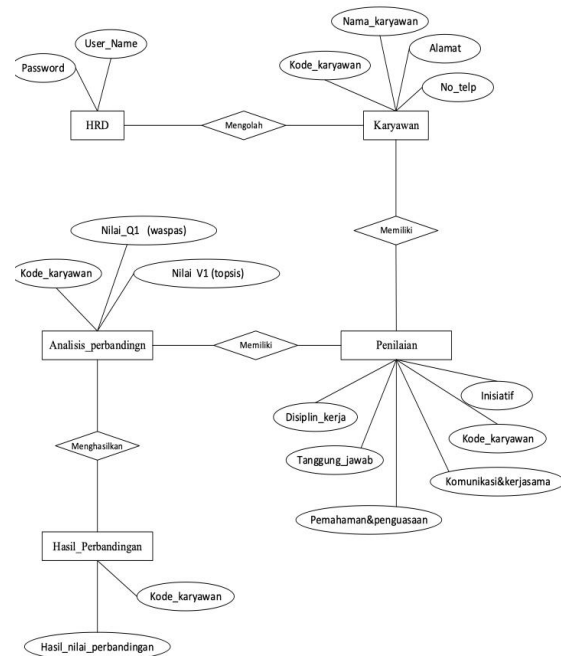 Nama_karyawan
User_Name
Alamat
Password
Kode_karyawan
No_telp
HRD
Mengolah
Karyawan
Nilai_Q1 (waspas)
Memiliki
Kode_karyawan
Nilai V1 (topsis)
Analisis_perbandingn
Memiliki
Penilaian
Inisiatif
Disiplin_kerja
Kode_karyawan
Menghasilkan
Tanggung_jawab
Komunikasi&kerjasama
Pemahaman&penguasaan
Hasil_Perbandingan
Kode_karyawan
Hasil_nilai_perbandingan